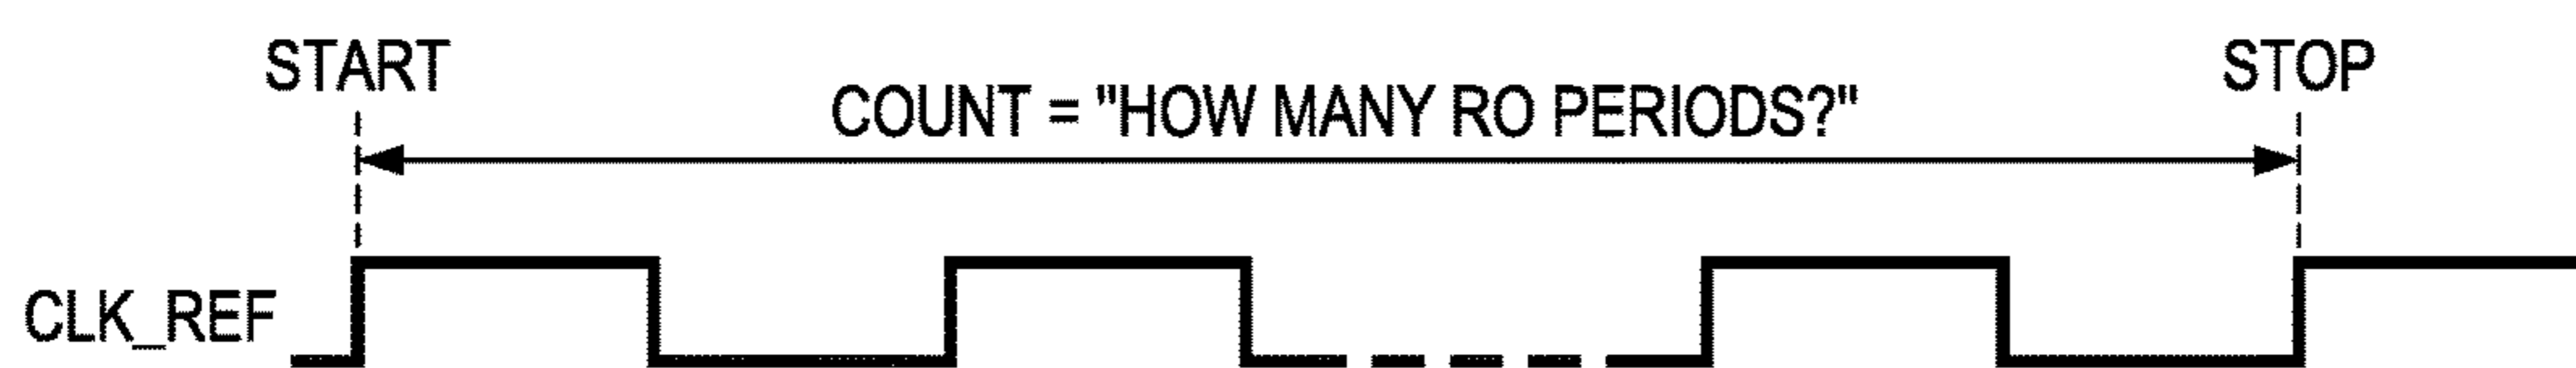 START
STOP
COUNT = "HOW MANY RO PERIODS?"
CLK_REF